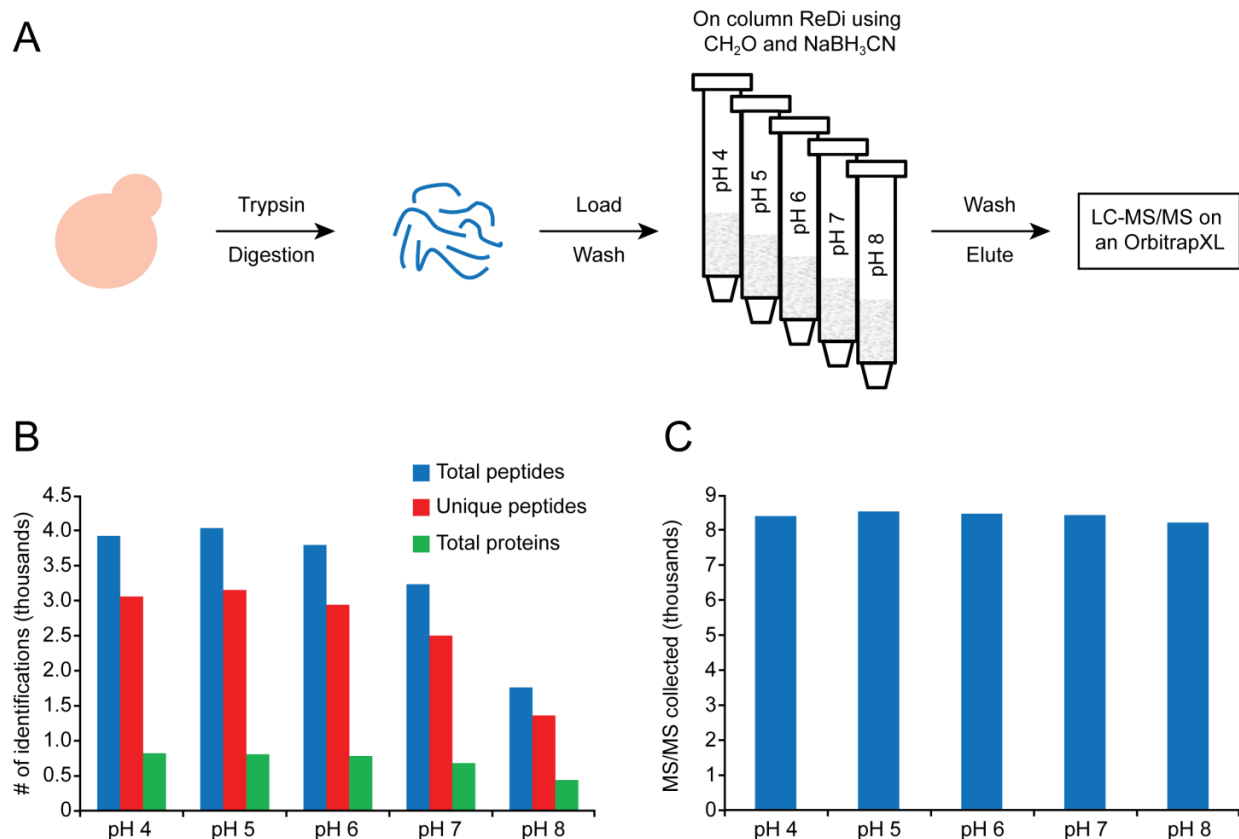 A
On column ReDi using
CH₂O and NaBH₃CN
Trypsin
Digestion
Load
Wash
pH 4
pH 5
pH 6
pH 7
pH 8
Wash
Elute
LC-MS/MS on
an OrbitrapXL
B
# of identifications (thousands)
4.5
4.0
3.5
3.0
2.5
2.0
1.5
1.0
0.5
0
Total peptides
Unique peptides
Total proteins
pH 4
pH 5
pH 6
pH 7
pH 8
C
MS/MS collected (thousands)
9
8
7
6
5
4
3
2
1
0
pH 4
pH 5
pH 6
pH 7
pH 8